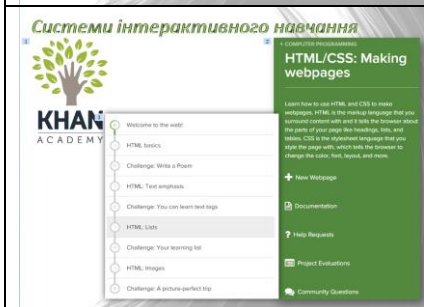 Системи інтерактивного навчання
1
2
COMPUTER PROGRAMMING
HTML/CSS: Making
webpages
Learn how to use HTML and CSS to make
webpages. HTML is the markup language that you
surround content with and it tells the browser about
the parts of your page like headings, lists, and
tables. CSS is the stylesheet language that you
style the page with, which tells the browser to
change the color, font, layout, and more.
New Webpage
Documentation
? Help Requests
Project Evaluations
Community Questions
KHAN
ACADEMY
3
Welcome to the web!
HTML basics
Challenge: Write a Poem
HTML: Text emphasis
Challenge: You can learn text tags
HTML: Lists
Challenge: Your learning list
HTML: Images
Challenge: A picture-perfect trip